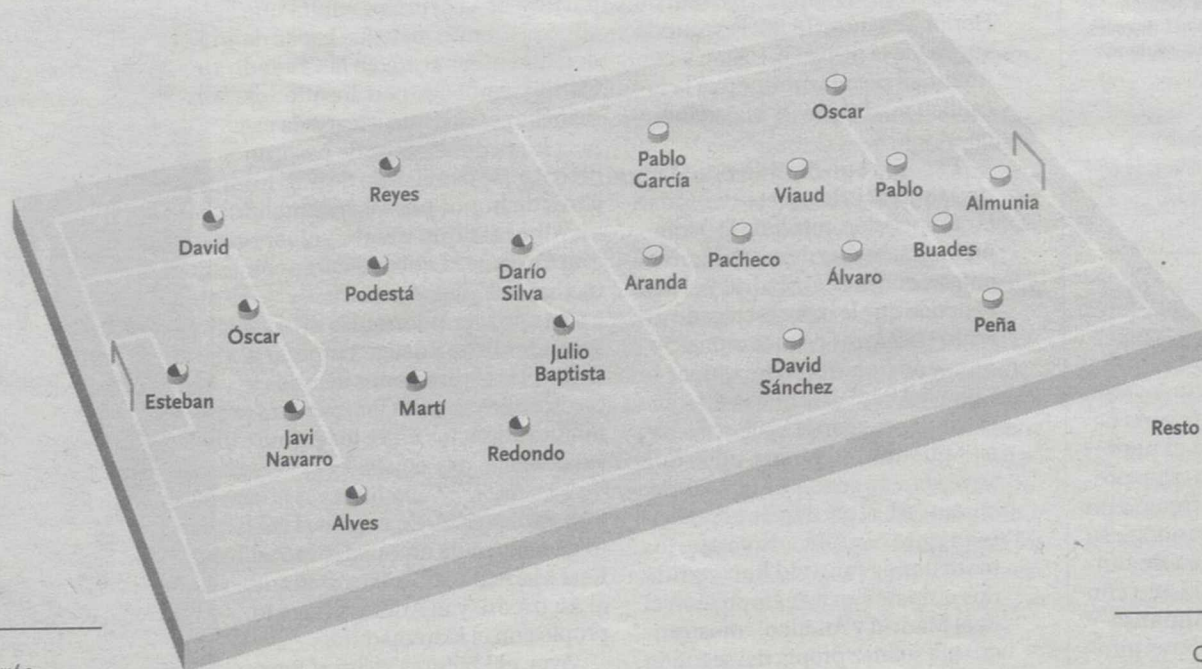 Oscar
Pablo
García
Reyes
Viaud
Pablo
Almunia
David
Darío
Silva
Pacheco
Buades
Podestá
Aranda
Álvaro
Óscar
Peña
Julio
Baptista
David
Sánchez
Esteban
Martí
Javi
Navarro
Redondo
Resto
Alves